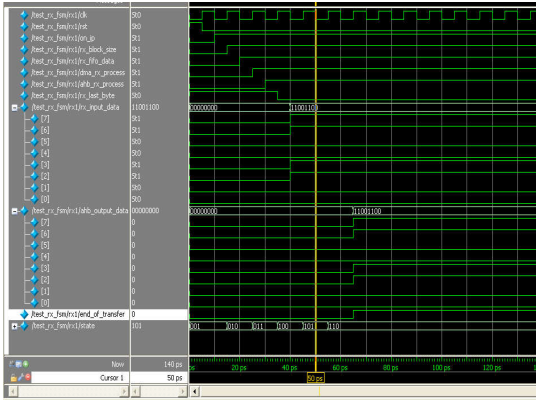 /test_rx_fsm/rx1/clk St0
/test_rx_fsm/rx1/rst St0
/test_rx_fsm/rx1/on_ip St1
/test_rx_fsm/rx1/rx_block_size St1
/test_rx_fsm/rx1/rx_fifo_data St1
/test_rx_fsm/rx1/dma_rx_process St1
/test_rx_fsm/rx1/ahb_rx_process St1
/test_rx_fsm/rx1/rx_last_byte St0
/test_rx_fsm/rx1/rx_input_data 11001100 00000000 11001100
[7] St1
[6] St1
[5] St0
[4] St0
[3] St1
[2] St1
[1] St0
[0] St0
/test_rx_fsm/rx1/ahb_output_data 00000000 00000000 11001100
[7] 0
[6] 0
[5] 0
[4] 0
[3] 0
[2] 0
[1] 0
[0] 0
/test_rx_fsm/rx1/end_of_transfer 0
/test_rx_fsm/rx1/state 101 001 010 011 100 101 110
Now 140 ps ps 20 ps 40 ps 60 ps 80 ps 100 ps 120 ps
Cursor 1 50 ps 50 ps